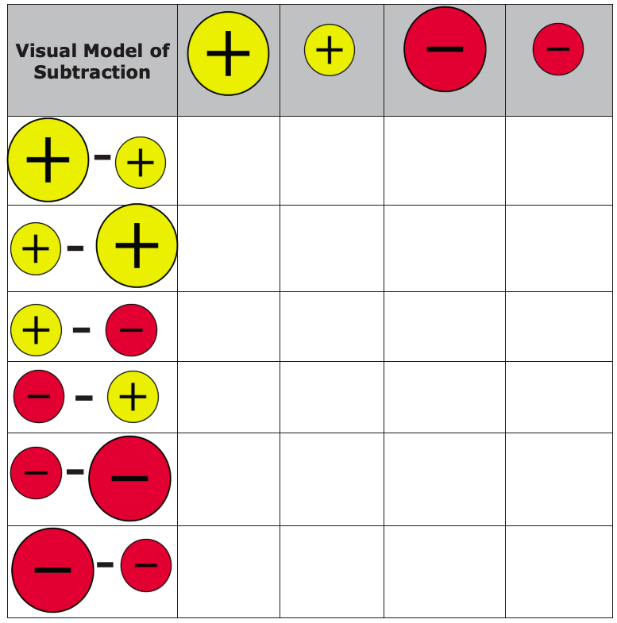 Visual Model of
Subtraction
+ + − −
+ - +
+ - +
+ - −
− - +
− - −
− - −